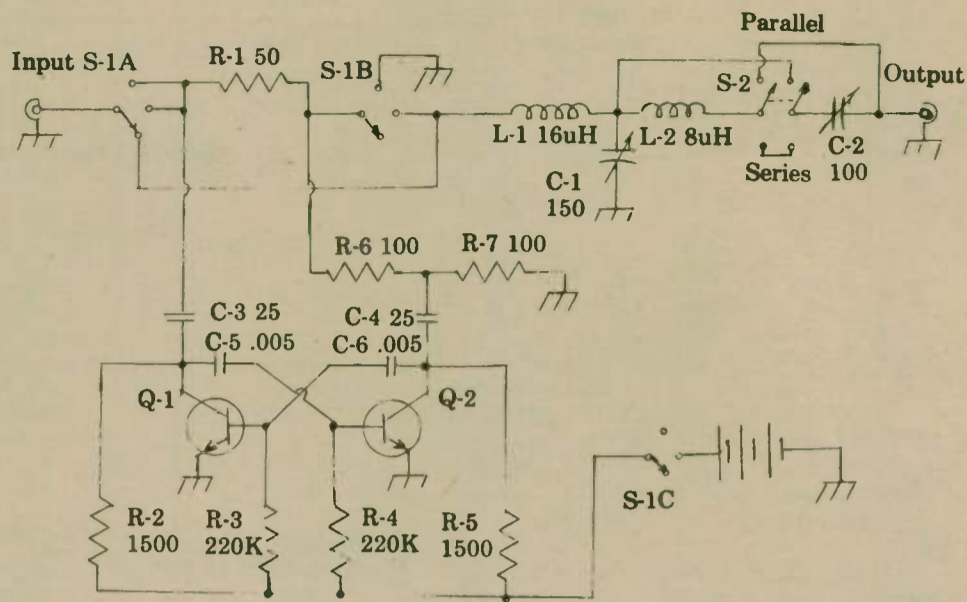 Parallel
R-1 50
Input S-1A
S-1B
S-2
Output
L-1 16uH
L-2 8uH
C-2
100
C-1
150
Series
R-6 100
R-7 100
C-3 25
C-4 25
C-5 .005
C-6 .005
Q-1
Q-2
S-1C
R-2
1500
R-3
220K
R-4
220K
R-5
1500